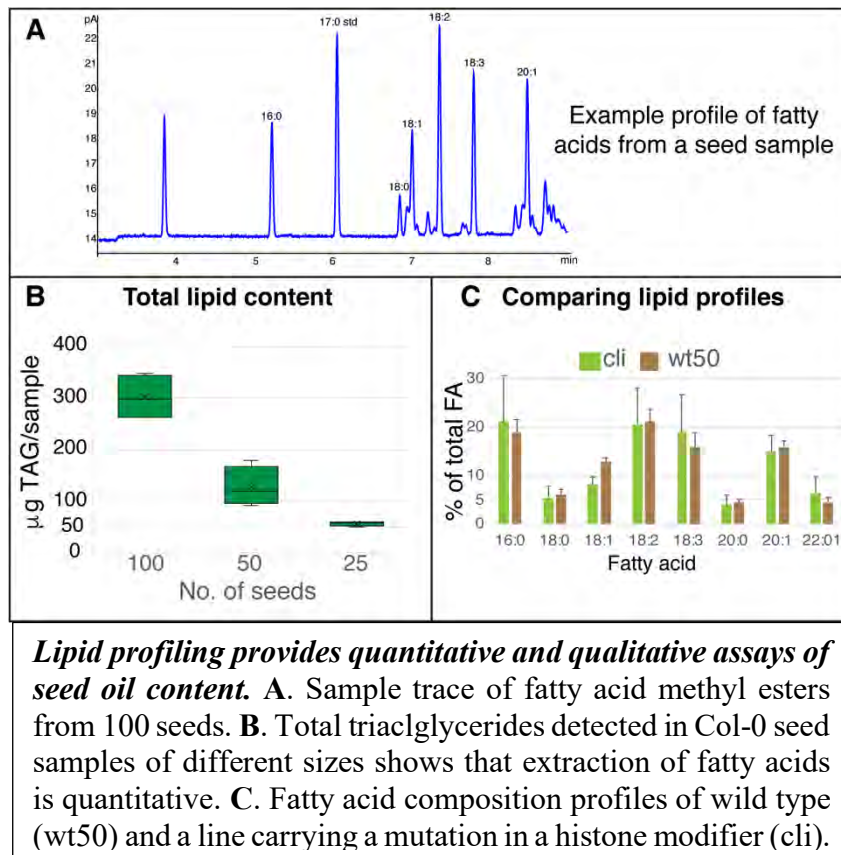 A
pA
22
21
20
19
18
17
16
15
14
4
5
6
7
8
min
16:0
17:0 std
18:0
18:1
18:2
18:3
20:1
Example profile of fatty
acids from a seed sample
B Total lipid content
µg TAG/sample
400
300
200
100
50
0
100 50 25
No. of seeds
C Comparing lipid profiles
cli wt50
% of total FA
30
20
10
5
0
16:0 18:0 18:1 18:2 18:3 20:0 20:1 22:01
Fatty acid
Lipid profiling provides quantitative and qualitative assays of
seed oil content. A. Sample trace of fatty acid methyl esters
from 100 seeds. B. Total triaclglycerides detected in Col-0 seed
samples of different sizes shows that extraction of fatty acids
is quantitative. C. Fatty acid composition profiles of wild type
(wt50) and a line carrying a mutation in a histone modifier (cli).